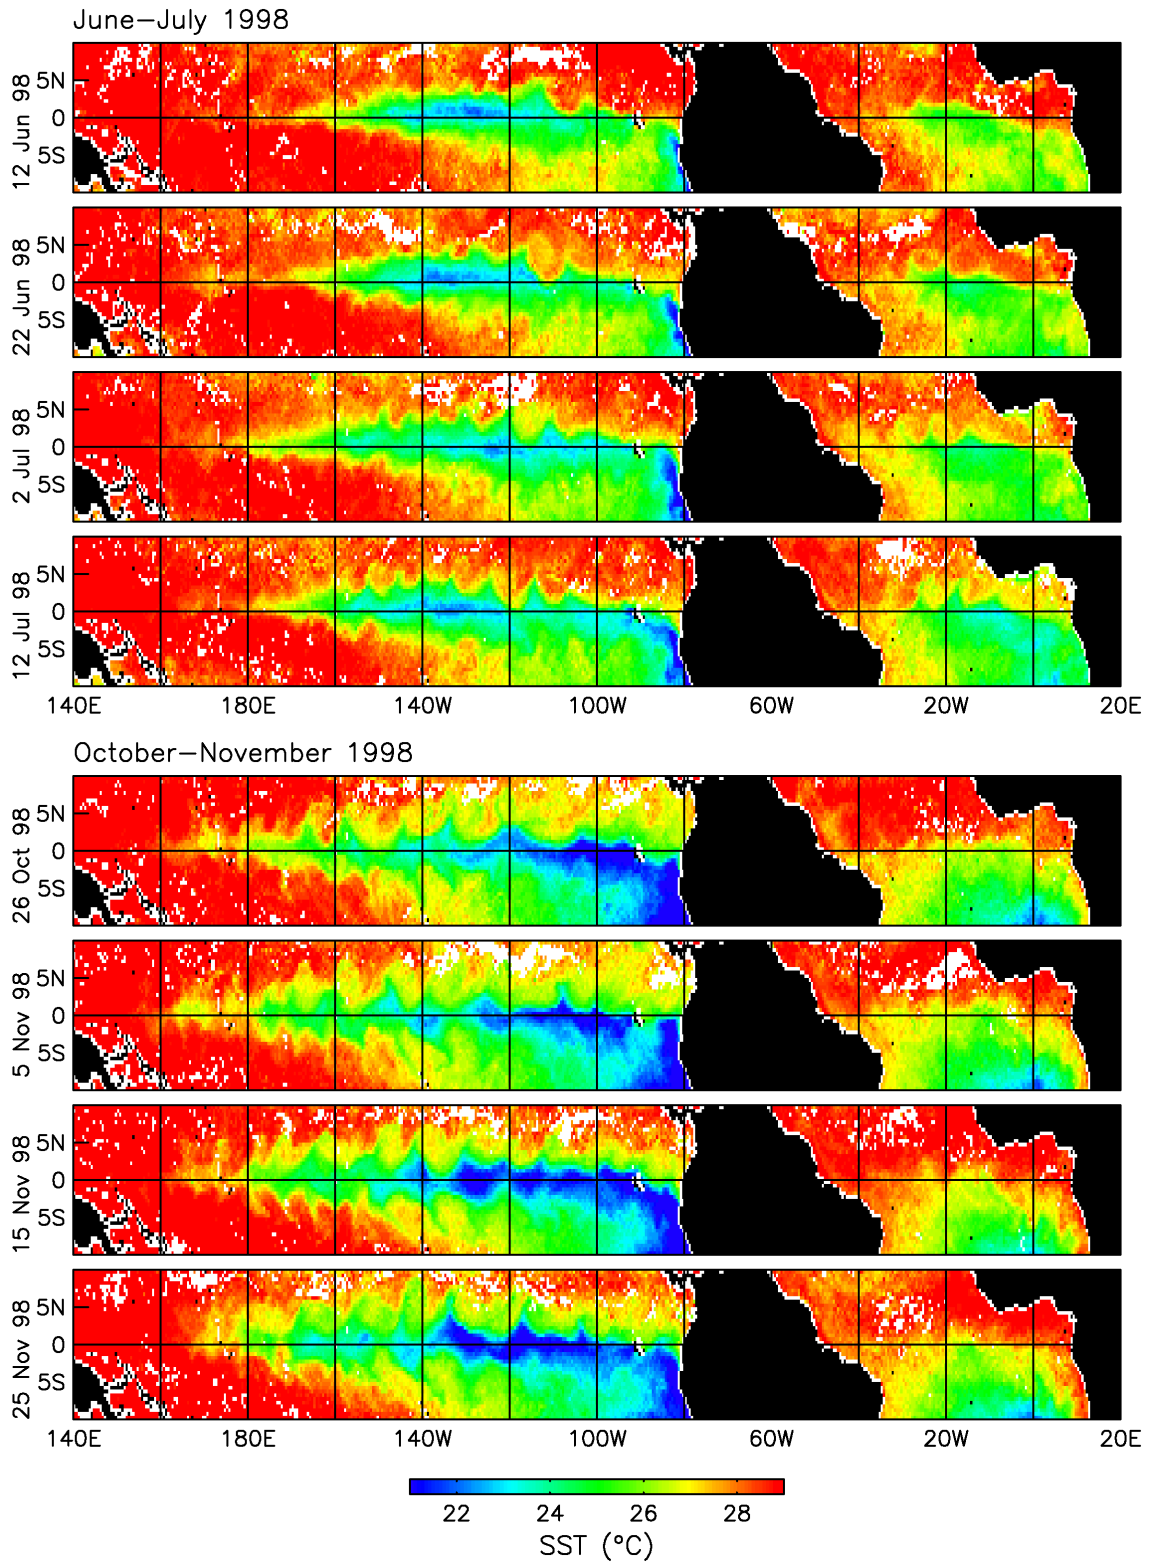 June–July 1998
12 Jun 98
5N
0
5S
22 Jun 98
5N
0
5S
2 Jul 98
5N
0
5S
12 Jul 98
5N
0
5S
140E 180W 140W 100W 60W 20W 20E
October–November 1998
26 Oct 98
5N
0
5S
5 Nov 98
5N
0
5S
15 Nov 98
5N
0
5S
25 Nov 98
5N
0
5S
140E 180W 140W 100W 60W 20W 20E
22 24 26 28
SST (°C)